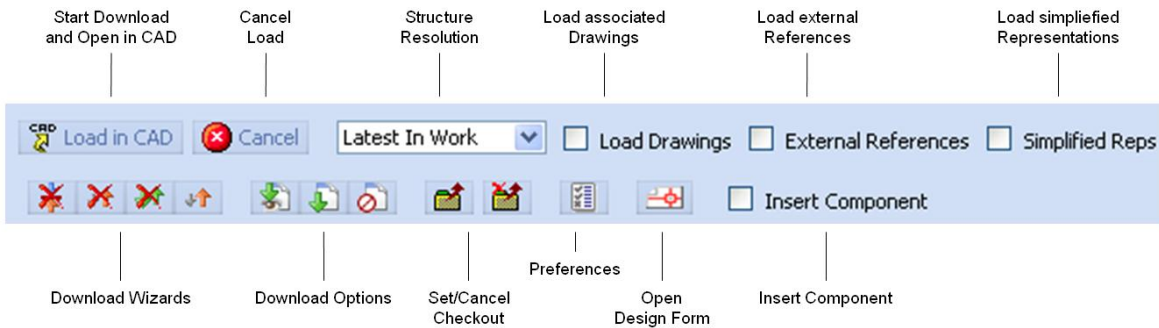 Start Download
and Open in CAD
Cancel
Load
Structure
Resolution
Load associated
Drawings
Load external
References
Load simpliefied
Representations
CAD Load in CAD
Cancel
Latest In Work
Load Drawings
External References
Simplified Reps
Insert Component
Preferences
Download Wizards
Download Options
Set/Cancel
Checkout
Open
Design Form
Insert Component